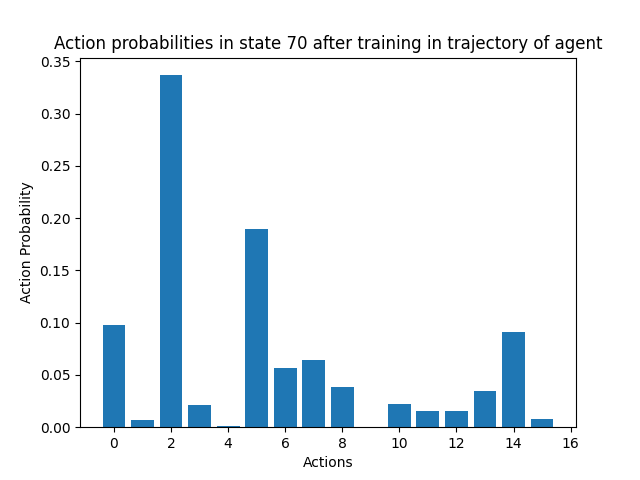 Action probabilities in state 70 after training in trajectory of agent
0.35
0.30
0.25
0.20
0.15
0.10
0.05
0.00
Action Probability
0 2 4 6 8 10 12 14 16
Actions